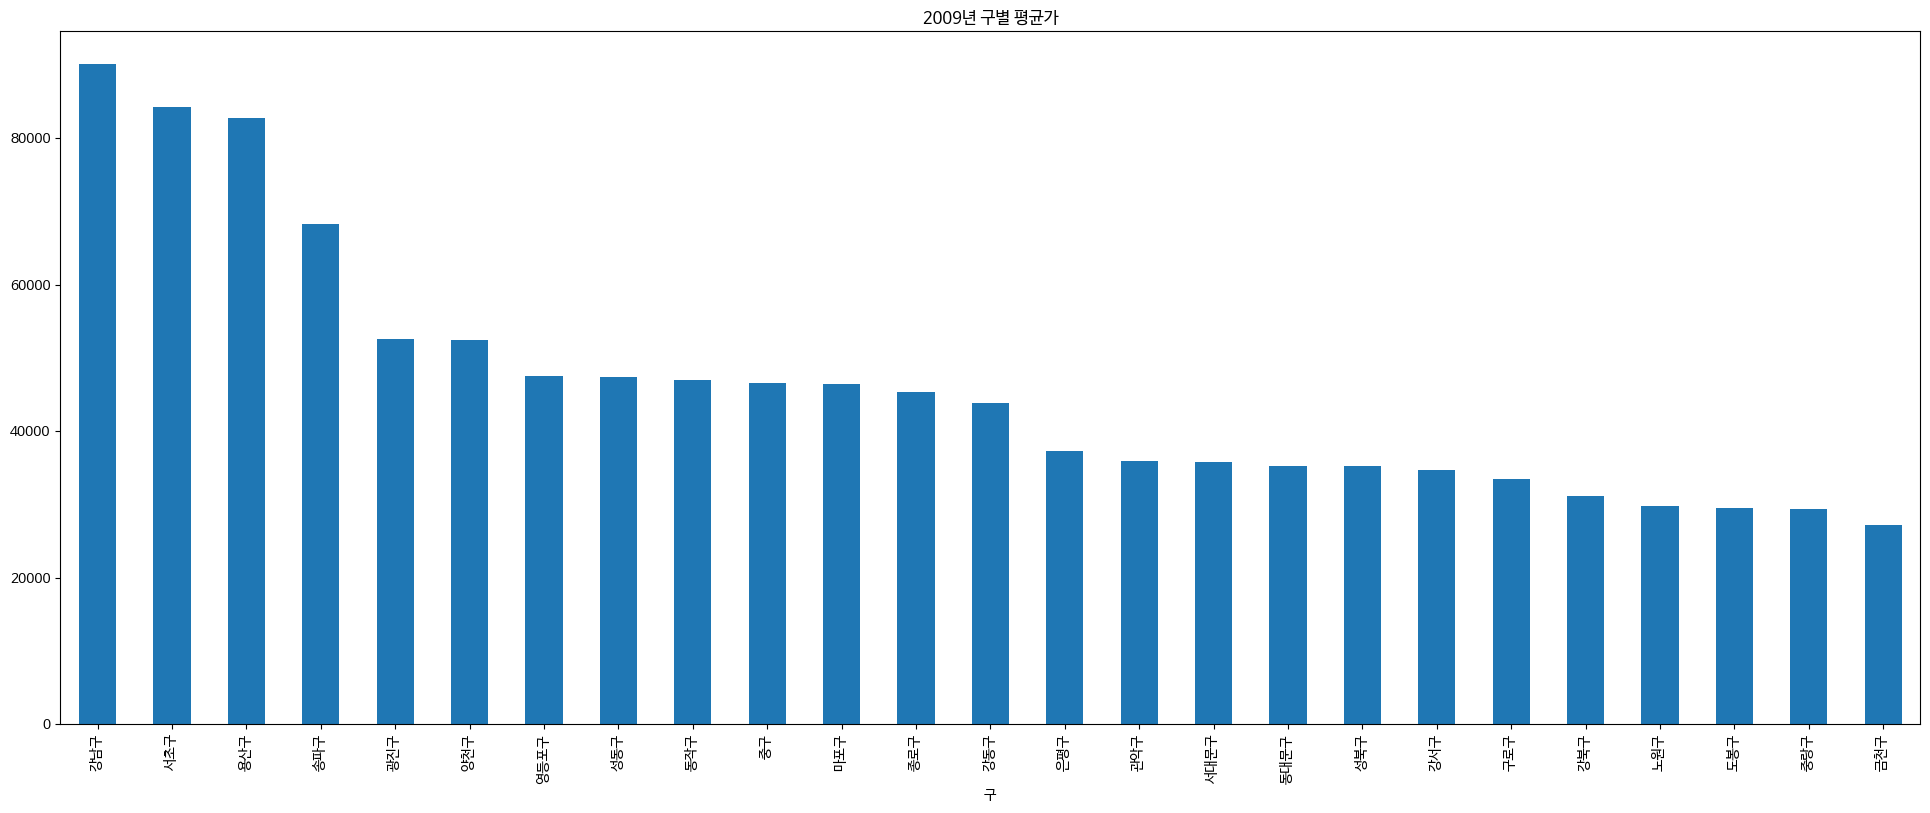 2009년 구별 평균가
80000
60000
40000
20000
0
강남구
서초구
용산구
송파구
광진구
양천구
영등포구
성동구
동작구
중구
마포구
종로구
강동구
은평구
관악구
서대문구
동대문구
성북구
강서구
구로구
강북구
노원구
도봉구
중랑구
금천구
구